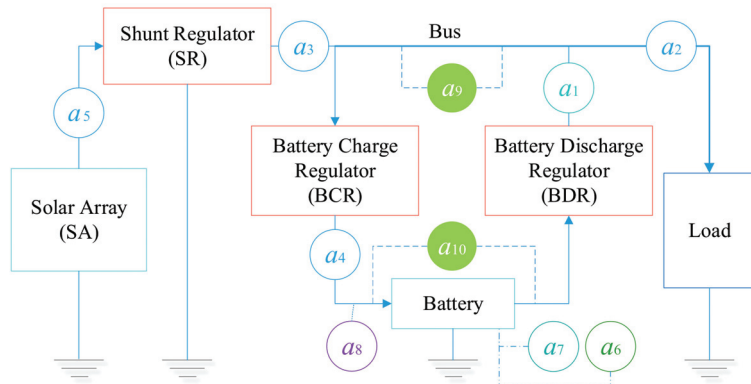 Shunt Regulator
(SR)
a3
Bus
a2
a5
a9
a1
Battery Charge
Regulator
(BCR)
Battery Discharge
Regulator
(BDR)
Solar Array
(SA)
Load
a4
a10
Battery
a8
a7
a6